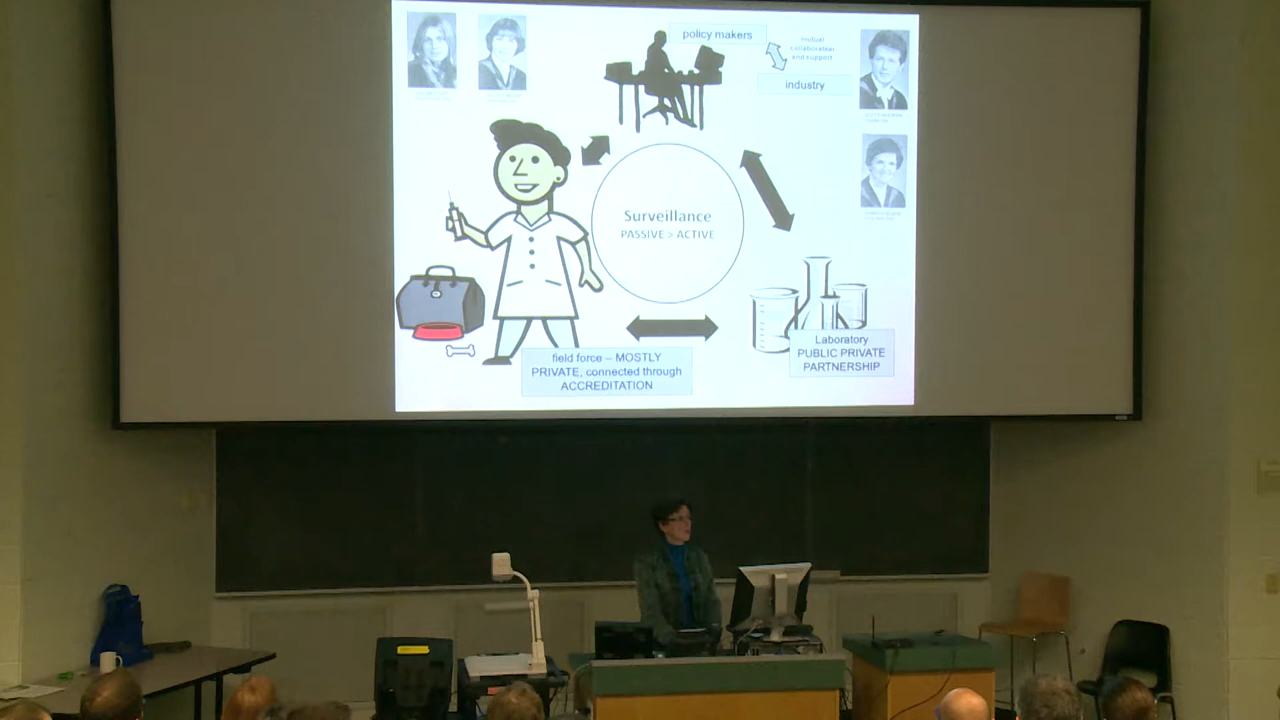 policy makers
mutual
collaboration
and support
industry
Surveillance
PASSIVE > ACTIVE
Laboratory
PUBLIC PRIVATE
PARTNERSHIP
field force – MOSTLY
PRIVATE, connected through
ACCREDITATION